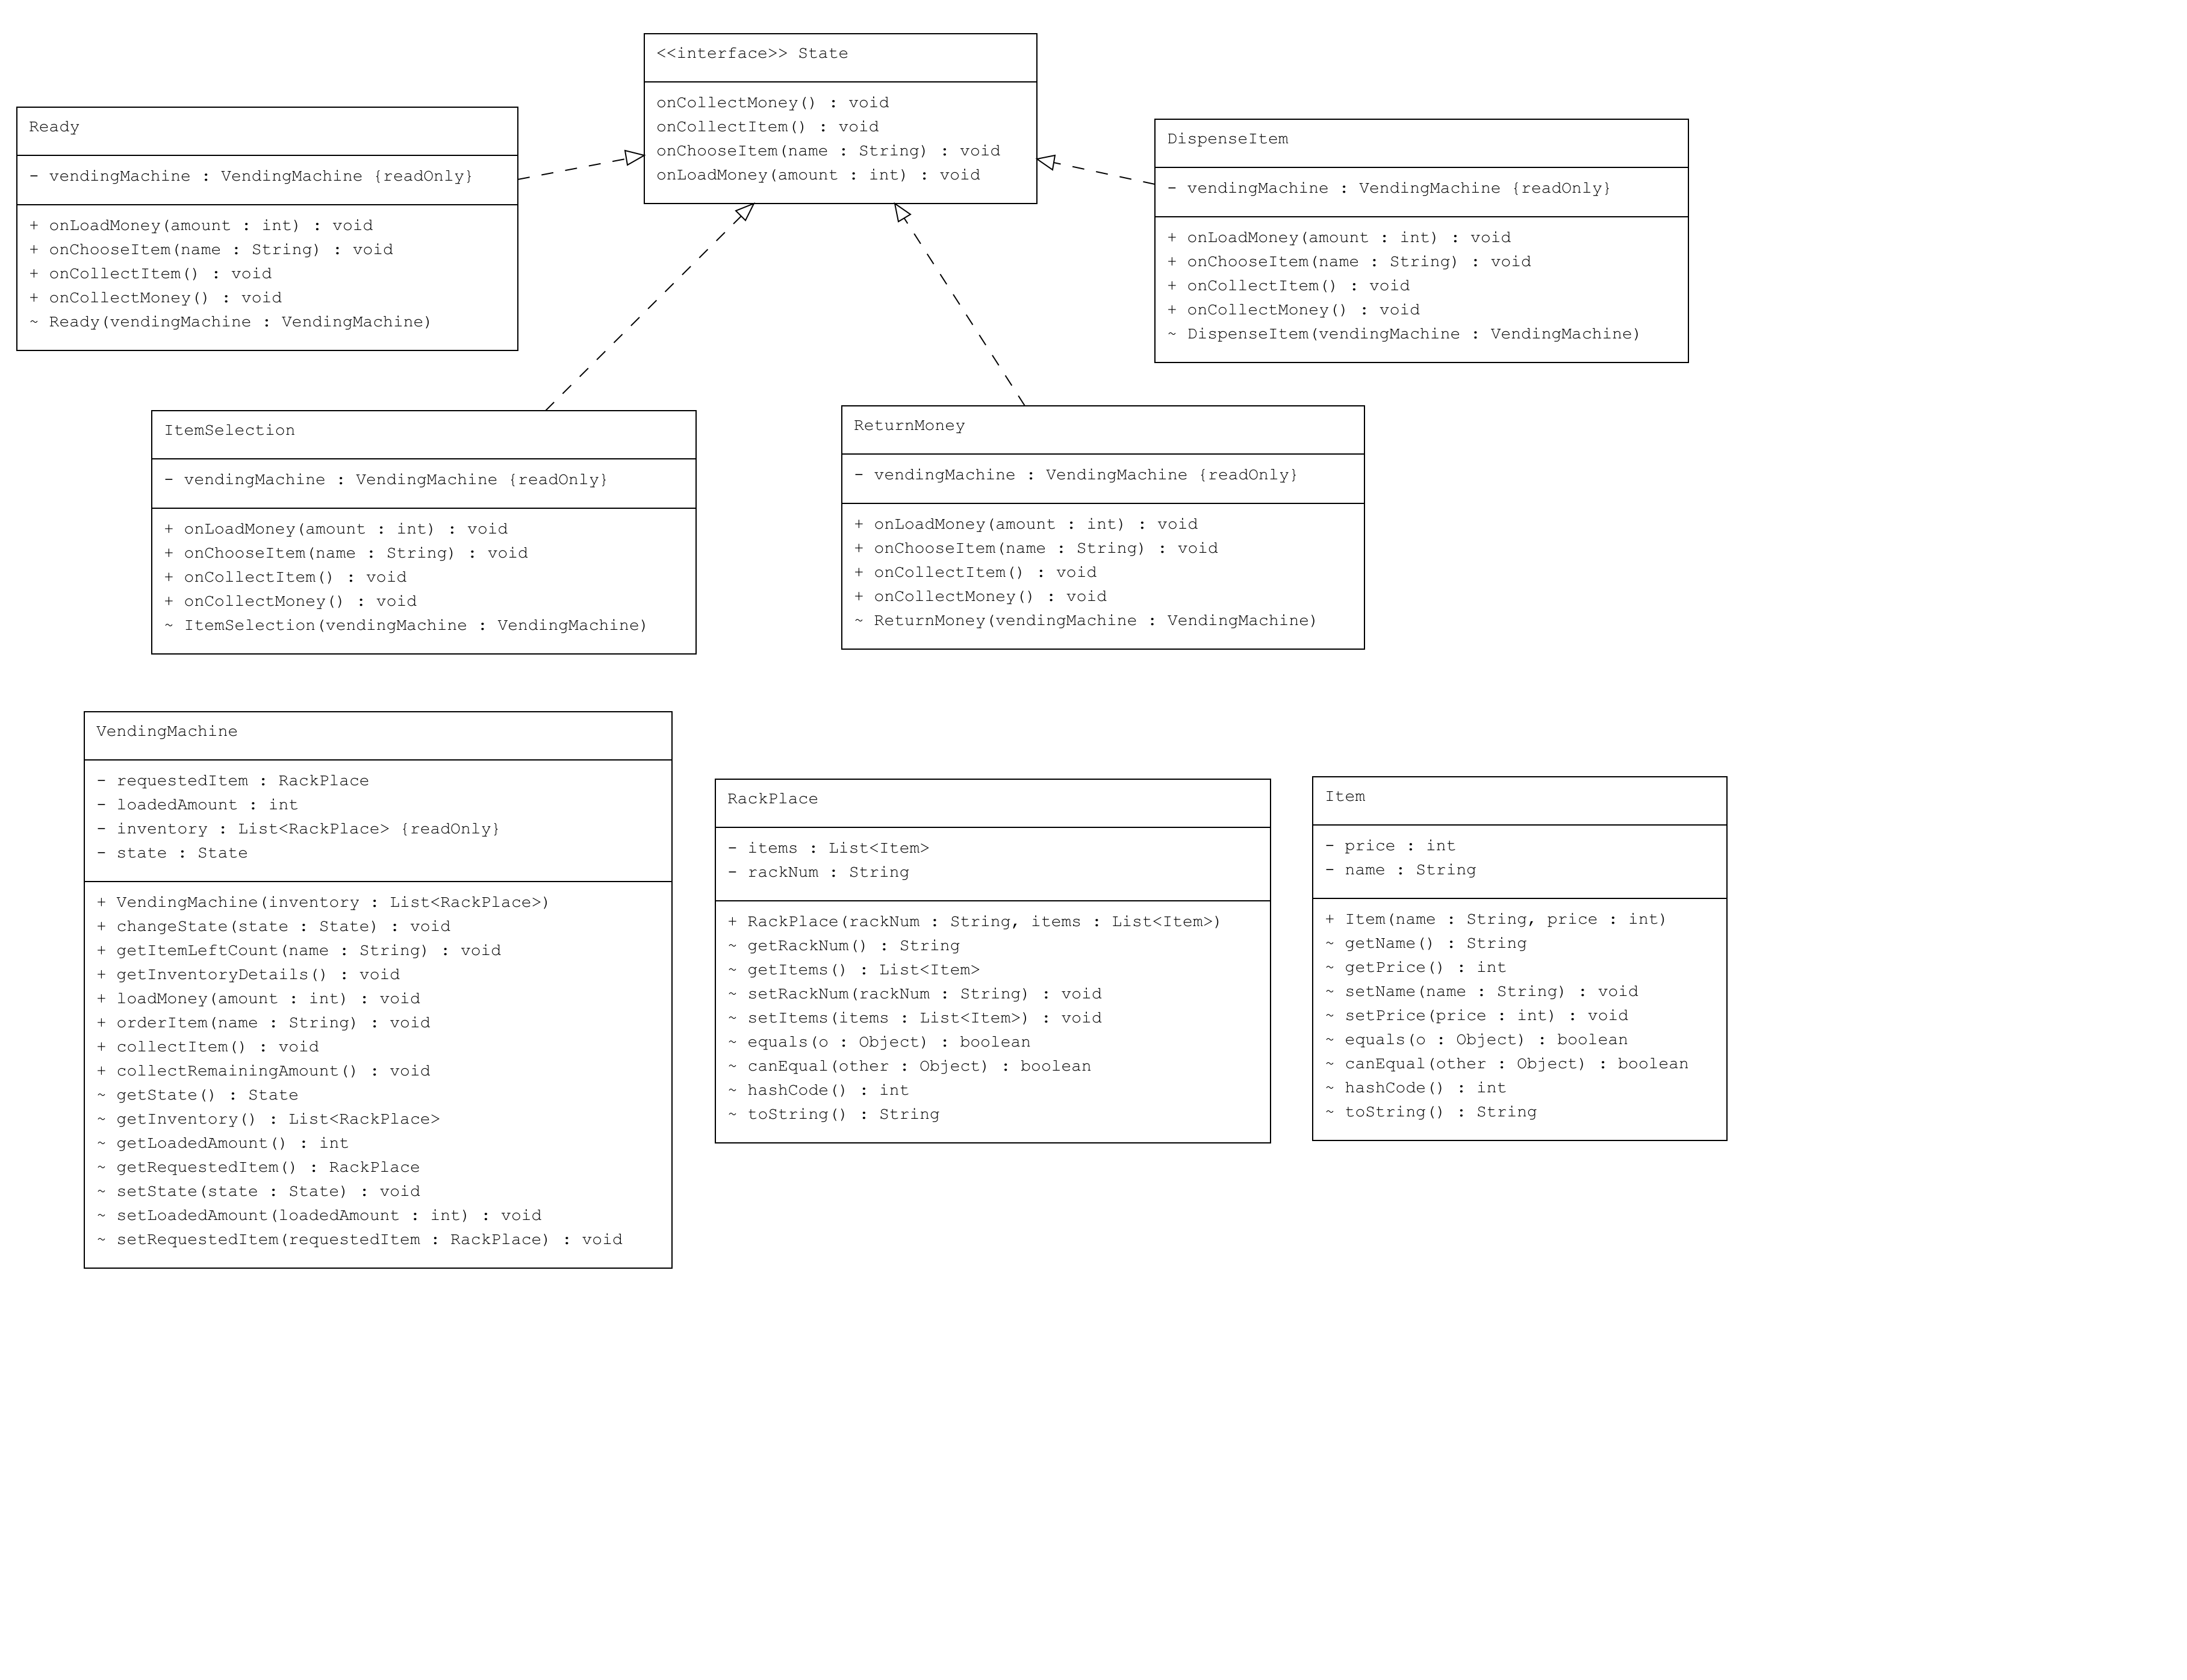 <<interface>> State
onCollectMoney() : void
onCollectItem() : void
onChooseItem(name : String) : void
onLoadMoney(amount : int) : void
Ready
- vendingMachine : VendingMachine {readOnly}
+ onLoadMoney(amount : int) : void
+ onChooseItem(name : String) : void
+ onCollectItem() : void
+ onCollectMoney() : void
~ Ready(vendingMachine : VendingMachine)
DispenseItem
- vendingMachine : VendingMachine {readOnly}
+ onLoadMoney(amount : int) : void
+ onChooseItem(name : String) : void
+ onCollectItem() : void
+ onCollectMoney() : void
~ DispenseItem(vendingMachine : VendingMachine)
ItemSelection
- vendingMachine : VendingMachine {readOnly}
+ onLoadMoney(amount : int) : void
+ onChooseItem(name : String) : void
+ onCollectItem() : void
+ onCollectMoney() : void
~ ItemSelection(vendingMachine : VendingMachine)
ReturnMoney
- vendingMachine : VendingMachine {readOnly}
+ onLoadMoney(amount : int) : void
+ onChooseItem(name : String) : void
+ onCollectItem() : void
+ onCollectMoney() : void
~ ReturnMoney(vendingMachine : VendingMachine)
VendingMachine
- requestedItem : RackPlace
- loadedAmount : int
- inventory : List<RackPlace> {readOnly}
- state : State
+ VendingMachine(inventory : List<RackPlace>)
+ changeState(state : State) : void
+ getItemLeftCount(name : String) : void
+ getInventoryDetails() : void
+ loadMoney(amount : int) : void
+ orderItem(name : String) : void
+ collectItem() : void
+ collectRemainingAmount() : void
~ getState() : State
~ getInventory() : List<RackPlace>
~ getLoadedAmount() : int
~ getRequestedItem() : RackPlace
~ setState(state : State) : void
~ setLoadedAmount(loadedAmount : int) : void
~ setRequestedItem(requestedItem : RackPlace) : void
RackPlace
- items : List<Item>
- rackNum : String
+ RackPlace(rackNum : String, items : List<Item>)
~ getRackNum() : String
~ getItems() : List<Item>
~ setRackNum(rackNum : String) : void
~ setItems(items : List<Item>) : void
~ equals(o : Object) : boolean
~ canEqual(other : Object) : boolean
~ hashCode() : int
~ toString() : String
Item
- price : int
- name : String
+ Item(name : String, price : int)
~ getName() : String
~ getPrice() : int
~ setName(name : String) : void
~ setPrice(price : int) : void
~ equals(o : Object) : boolean
~ canEqual(other : Object) : boolean
~ hashCode() : int
~ toString() : String